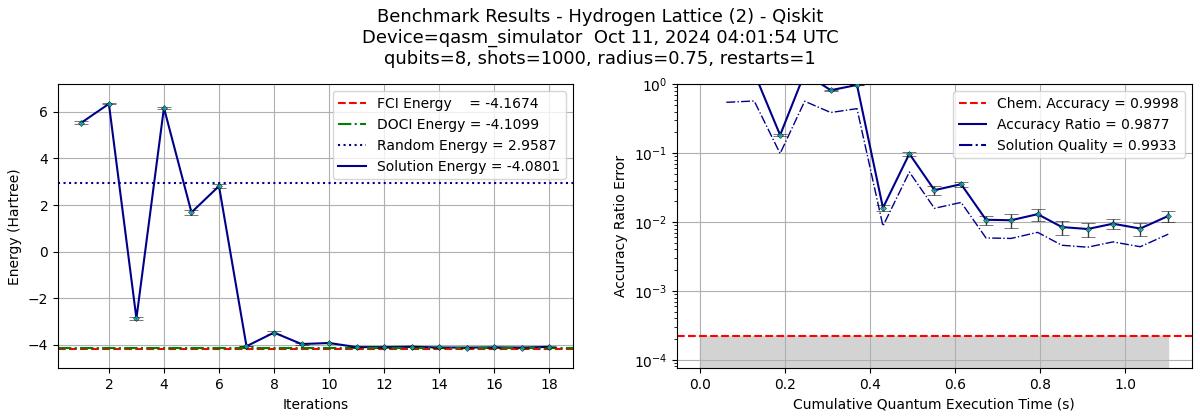 Benchmark Results - Hydrogen Lattice (2) - Qiskit
Device=qasm_simulator  Oct 11, 2024 04:01:54 UTC
qubits=8, shots=1000, radius=0.75, restarts=1
Energy (Hartree)
6
4
2
0
−2
−4
FCI Energy    = -4.1674
DOCI Energy = -4.1099
Random Energy = 2.9587
Solution Energy = -4.0801
2 4 6 8 10 12 14 16 18
Iterations
Accuracy Ratio Error
10⁰
10⁻¹
10⁻²
10⁻³
10⁻⁴
Chem. Accuracy = 0.9998
Accuracy Ratio = 0.9877
Solution Quality = 0.9933
0.0 0.2 0.4 0.6 0.8 1.0
Cumulative Quantum Execution Time (s)